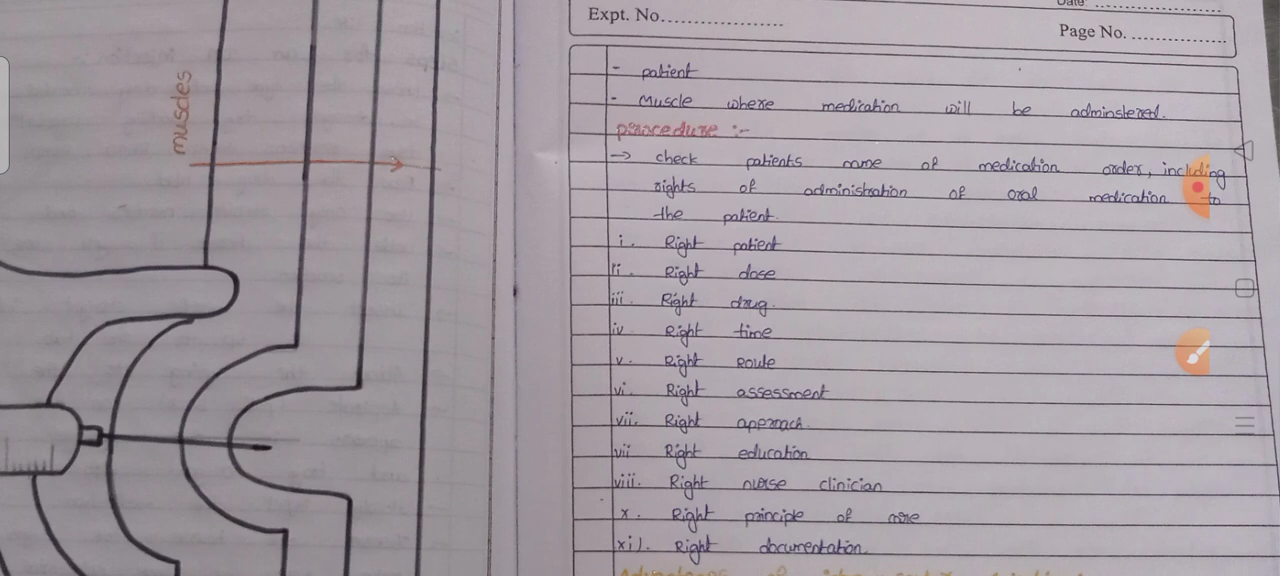 muscles
Date
Expt. No.
Page No.
- patient
- Muscle where medication will be adminstered.
Procedure :-
→ check patients name of medication order, including
rights of administration of oral medication to
the patient.
i. Right patient
ii. Right dose
iii. Right drug.
iv Right time
v. Right Route
vi. Right assessment
vii. Right approach.
vii Right education
viii. Right nurse clinician
x. Right principle of care
xi). Right documentation.